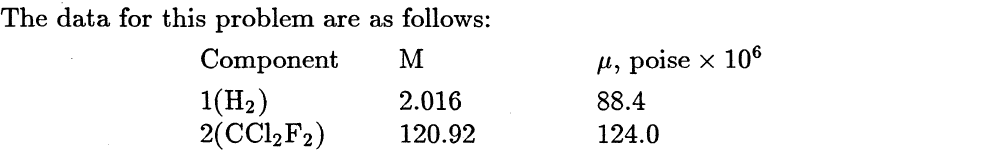 The data for this problem are as follows:
Component M μ, poise × 10⁶
1(H₂) 2.016 88.4
2(CCl₂F₂) 120.92 124.0